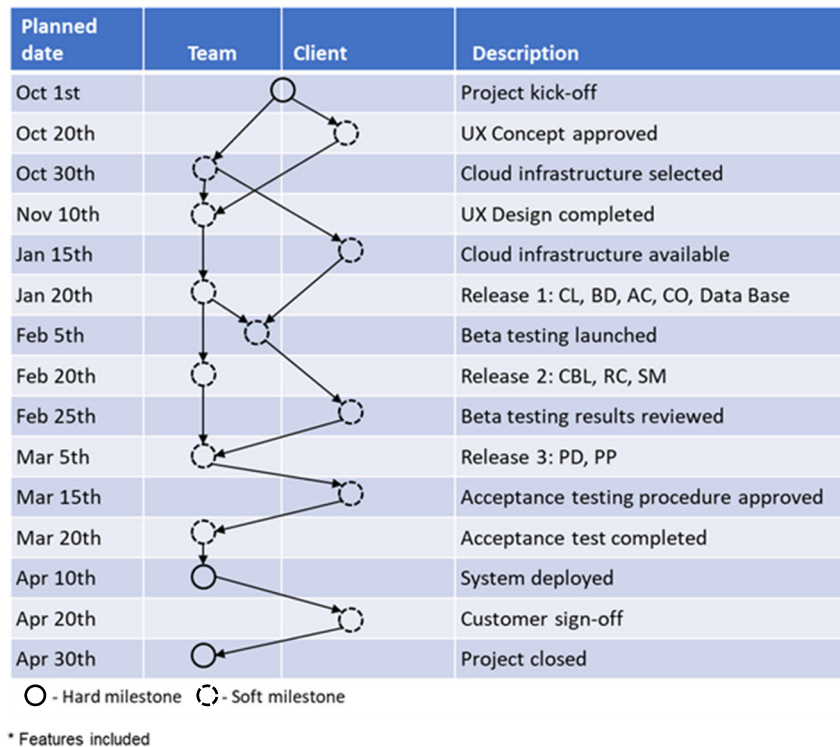 Planned
date
Team
Client
Description
Oct 1st
Project kick-off
Oct 20th
UX Concept approved
Oct 30th
Cloud infrastructure selected
Nov 10th
UX Design completed
Jan 15th
Cloud infrastructure available
Jan 20th
Release 1: CL, BD, AC, CO, Data Base
Feb 5th
Beta testing launched
Feb 20th
Release 2: CBL, RC, SM
Feb 25th
Beta testing results reviewed
Mar 5th
Release 3: PD, PP
Mar 15th
Acceptance testing procedure approved
Mar 20th
Acceptance test completed
Apr 10th
System deployed
Apr 20th
Customer sign-off
Apr 30th
Project closed
- Hard milestone
- Soft milestone
* Features included